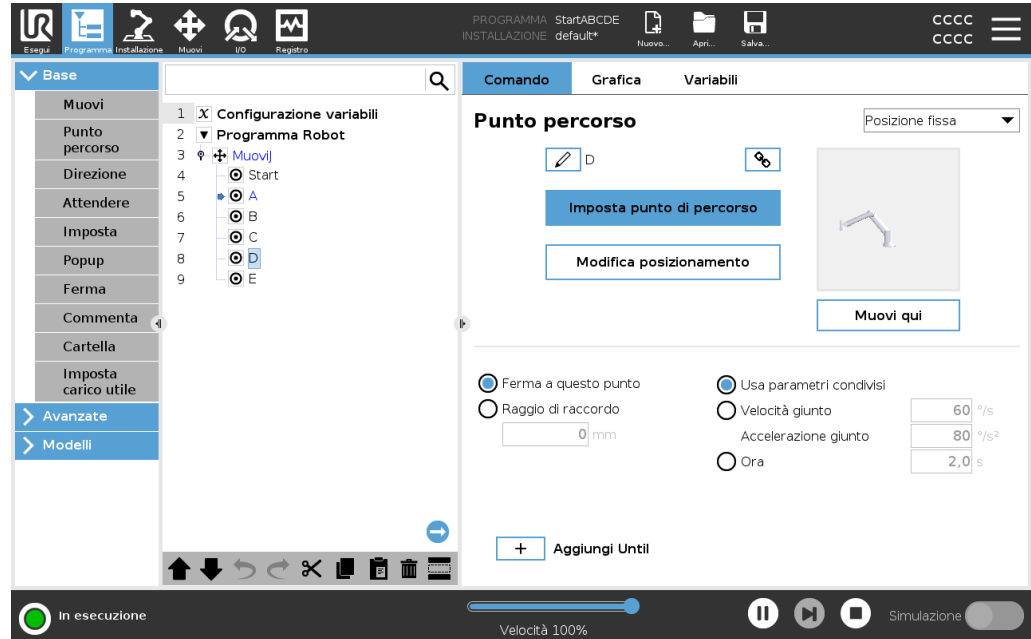 UR
Esegui
Programma
Installazione
Muovi
I/O
Registro
PROGRAMMA StartABCDE
INSTALLAZIONE default*
Nuovo...
Apri...
Salva...
CCCC
CCCC
Base
Muovi
Punto
percorso
Direzione
Attendere
Imposta
Popup
Ferma
Commenta
Cartella
Imposta
carico utile
Avanzate
Modelli
1 X Configurazione variabili
2 Programma Robot
3 MuoviJ
4 Start
5 A
6 B
7 C
8 D
9 E
Comando
Grafica
Variabili
Punto percorso
Posizione fissa
D
Imposta punto di percorso
Modifica posizionamento
Muovi qui
Ferma a questo punto
Raggio di raccordo
0 mm
Usa parametri condivisi
Velocità giunto 60 °/s
Accelerazione giunto 80 °/s²
Ora 2,0 s
+ Aggiungi Until
In esecuzione
Velocità 100%
Simulazione